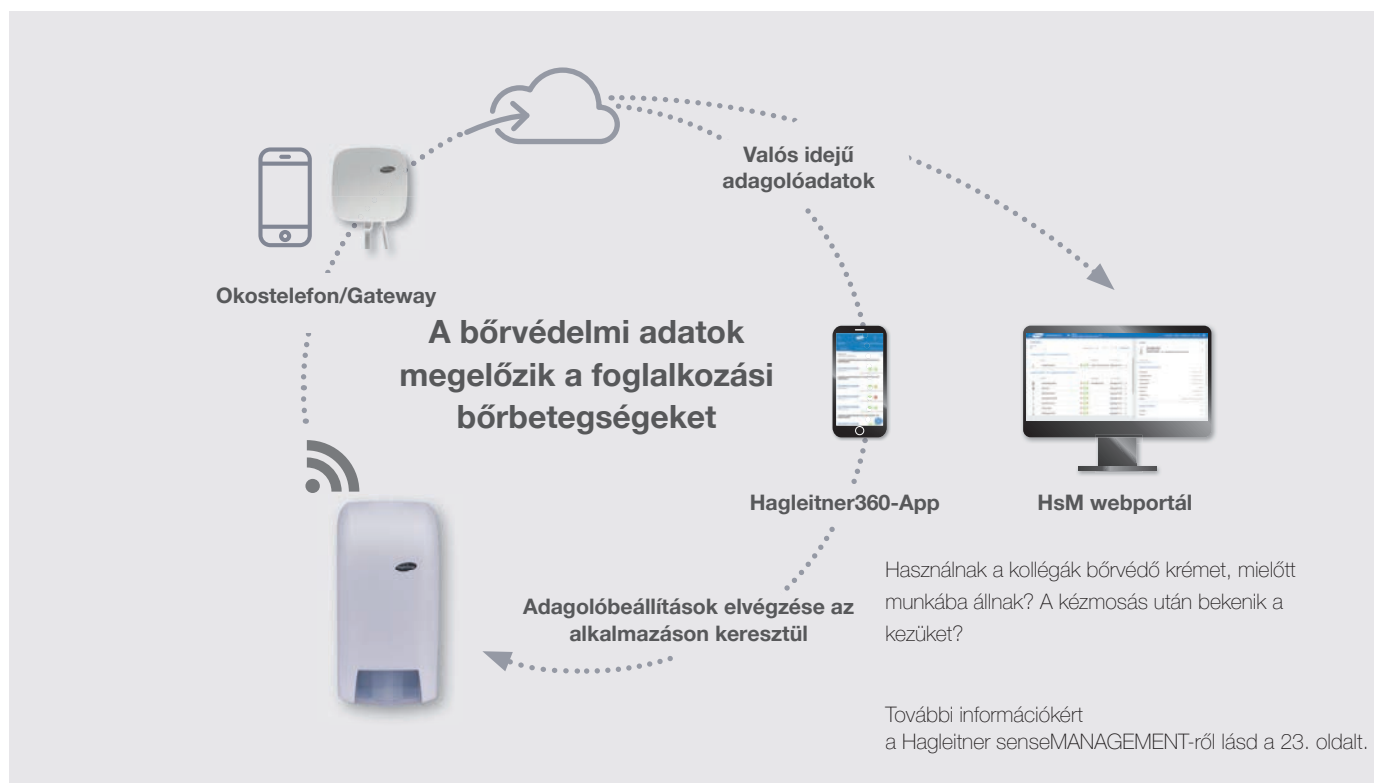 Valós idejű
adagolóadatok
Okostelefon/Gateway
A bőrvédelmi adatok
megelőzik a foglalkozási
bőrbetegségeket
Hagleitner360-App
HsM webportál
Adagolóbeállítások elvégzése az
alkalmazáson keresztül
Használnak a kollégák bőrvédő krémet, mielőtt
munkába állnak? A kézmosás után bekenik a
kezüket?
További információkért
a Hagleitner senseMANAGEMENT-ről lásd a 23. oldalt.